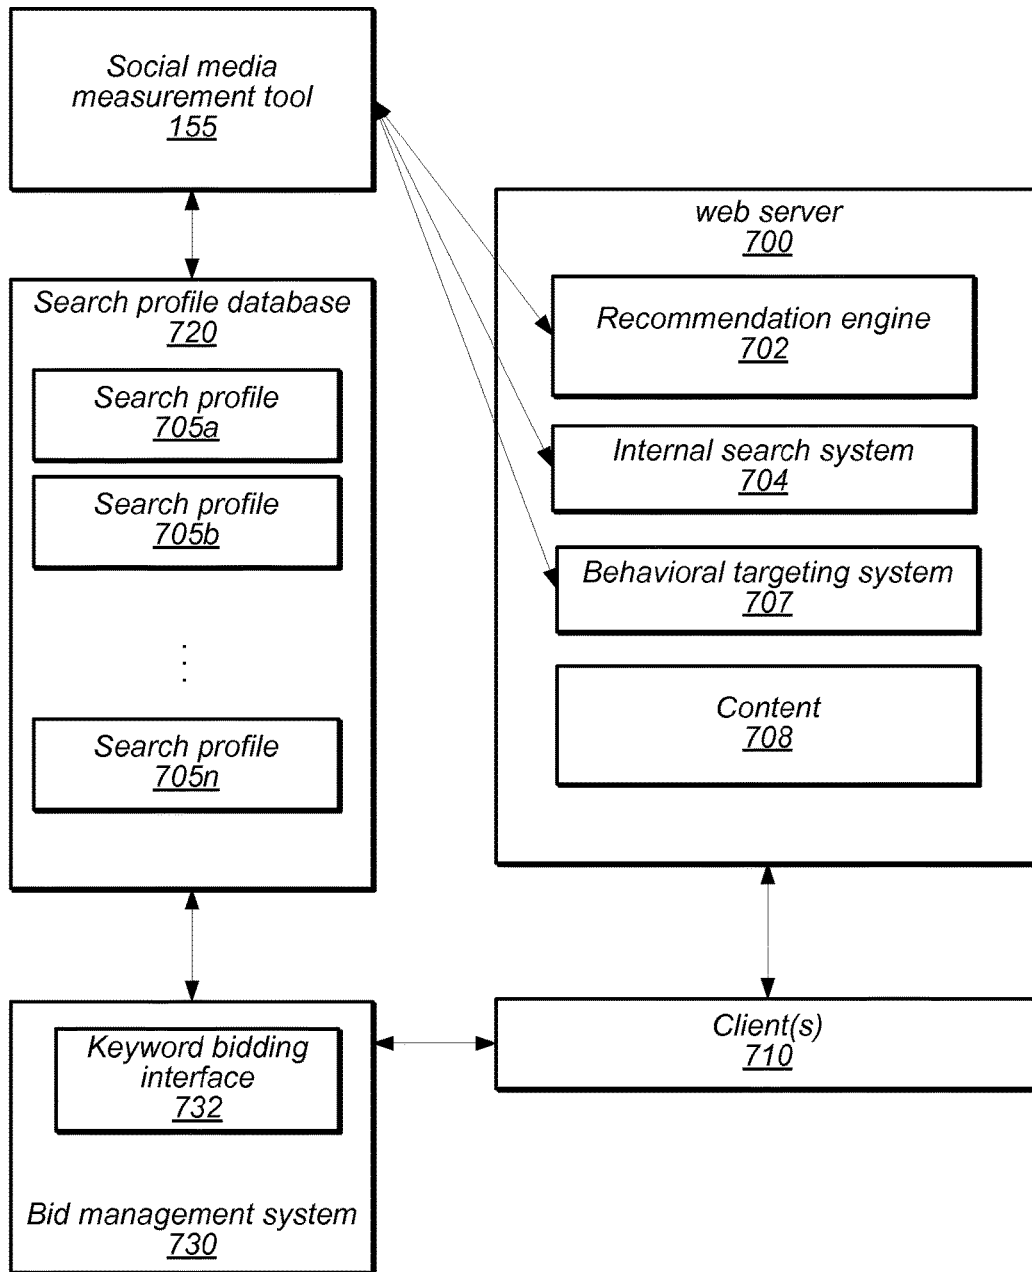 Social media
measurement tool
155
Search profile database
720
Search profile
705a
Search profile
705b
.
.
.
Search profile
705n
web server
700
Recommendation engine
702
Internal search system
704
Behavioral targeting system
707
Content
708
Keyword bidding
interface
732
Bid management system
730
Client(s)
710